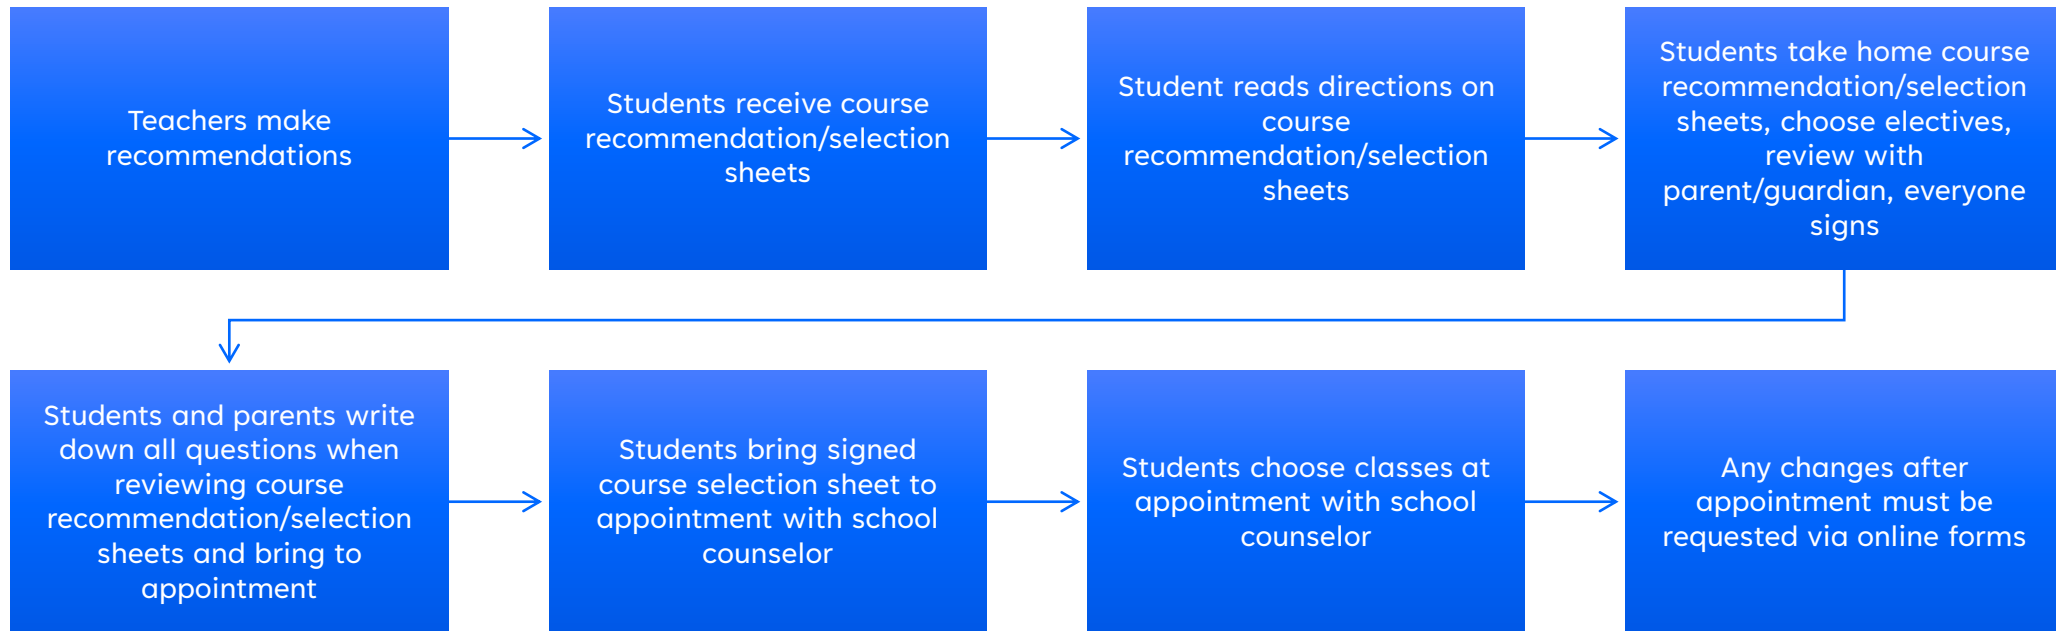 Teachers make
recommendations
Students receive course
recommendation/selection
sheets
Student reads directions on
course
recommendation/selection
sheets
Students take home course
recommendation/selection
sheets, choose electives,
review with
parent/guardian, everyone
signs
Students and parents write
down all questions when
reviewing course
recommendation/selection
sheets and bring to
appointment
Students bring signed
course selection sheet to
appointment with school
counselor
Students choose classes at
appointment with school
counselor
Any changes after
appointment must be
requested via online forms